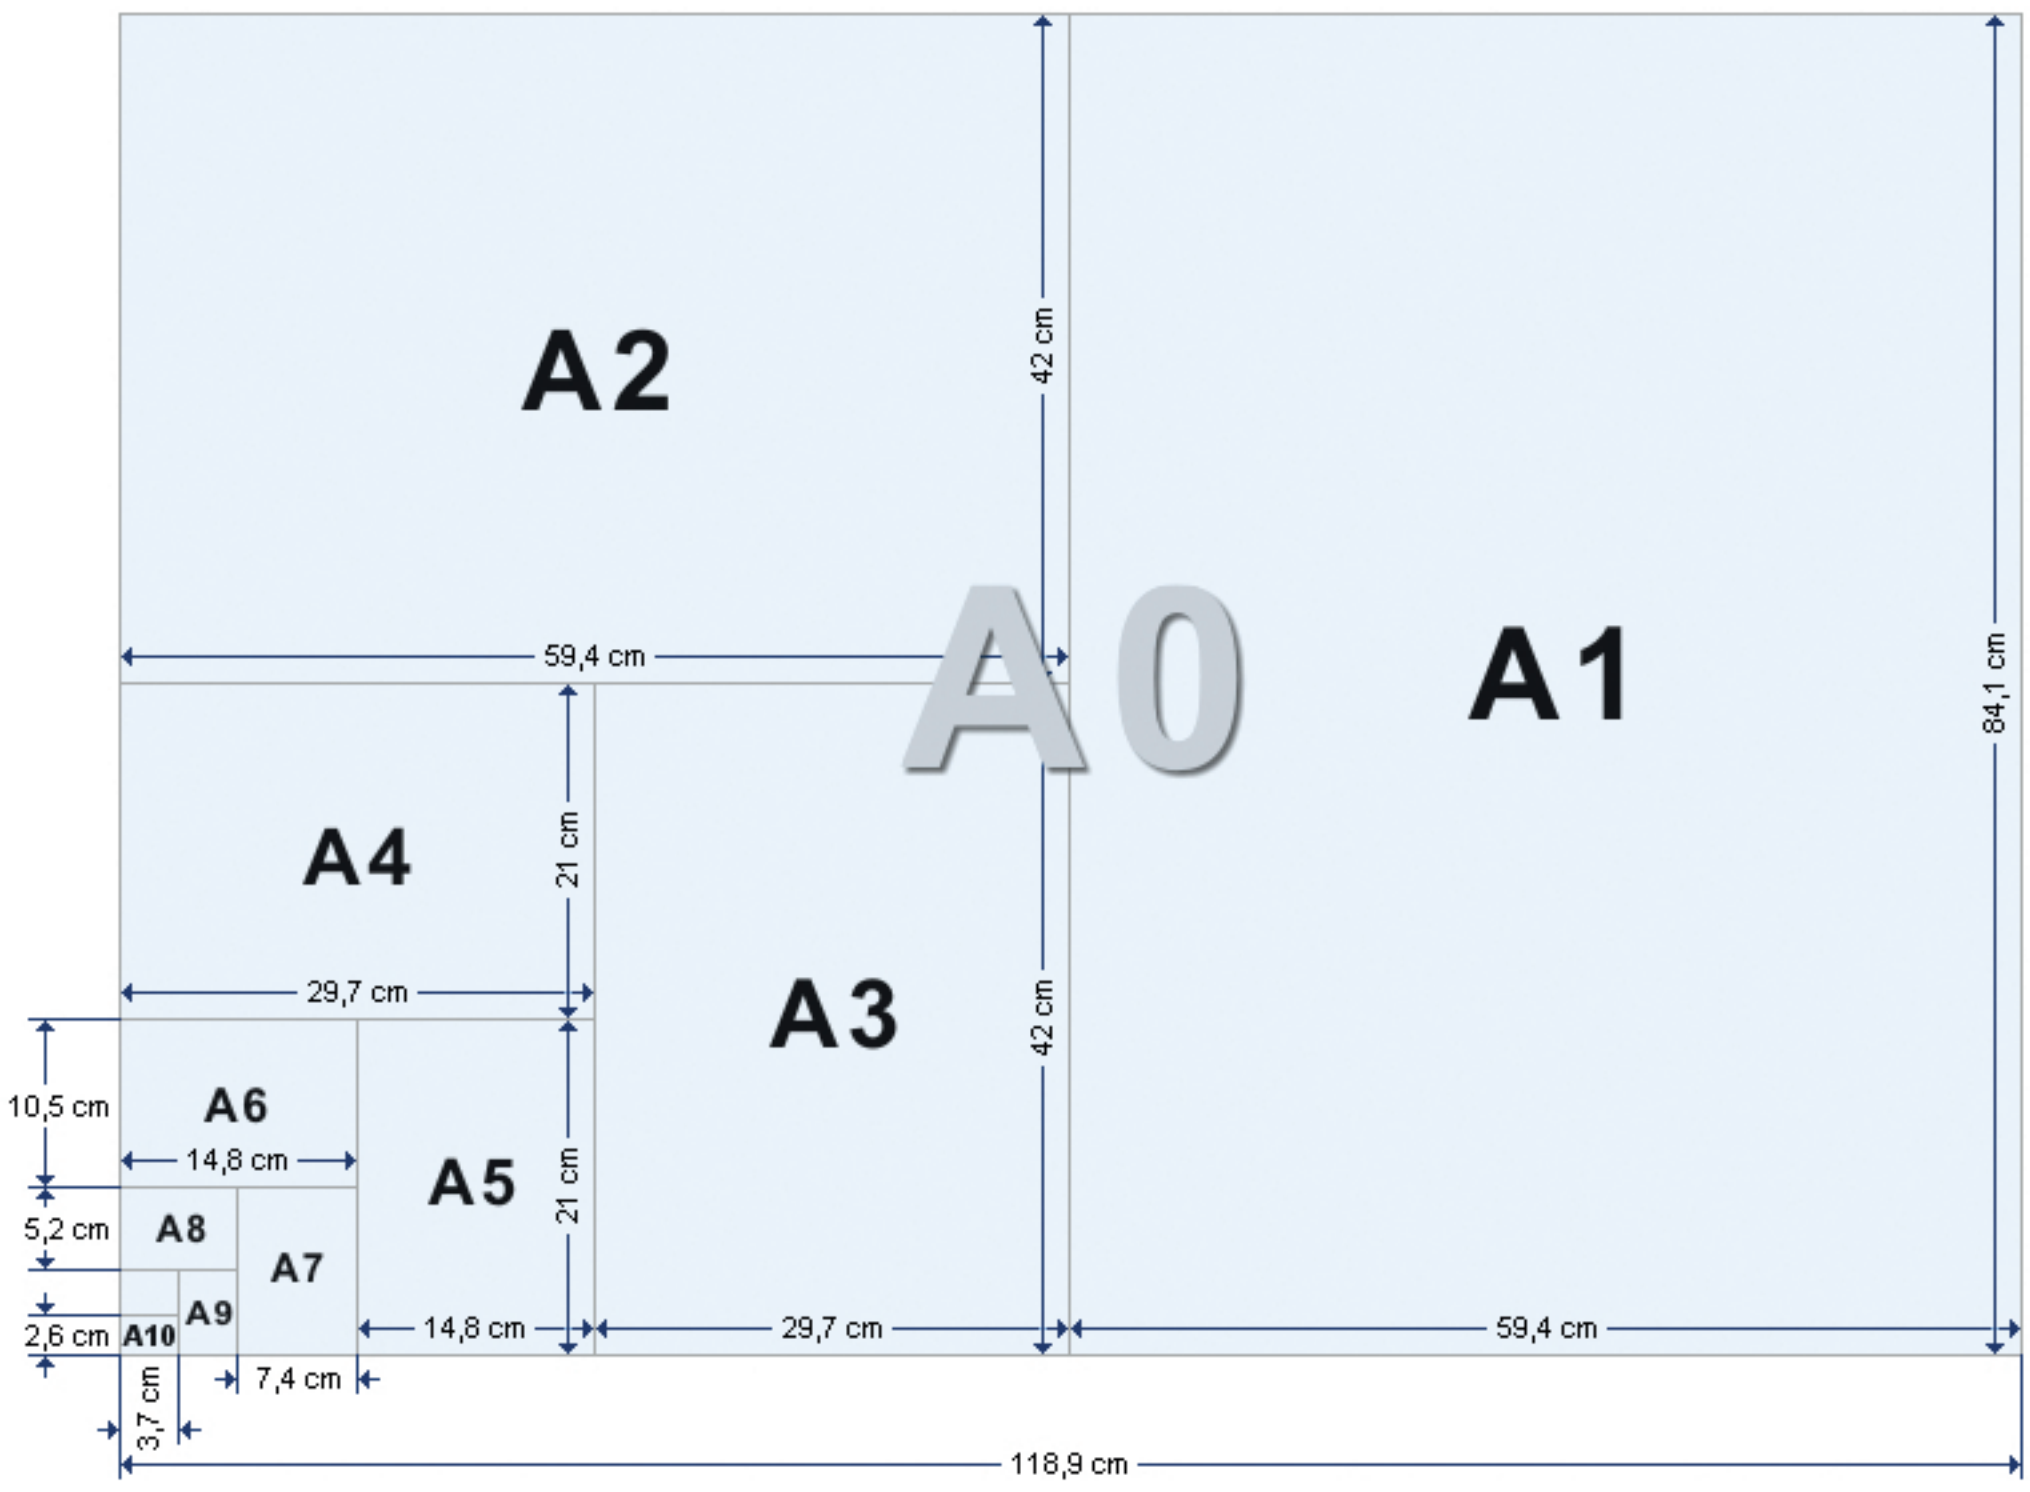 42 cm
A2
A0
A1
84,1 cm
59,4 cm
A4
21 cm
29,7 cm
A3
42 cm
10,5 cm
A6
14,8 cm
A5
21 cm
5,2 cm
A8
A7
A9
2,6 cm
A10
14,8 cm
29,7 cm
59,4 cm
7,4 cm
3,7 cm
118,9 cm